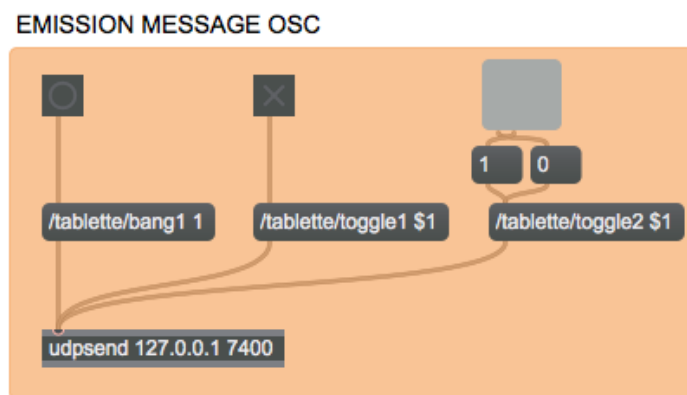 EMISSION MESSAGE OSC
1 0
/tablette/bang1 1 /tablette/toggle1 $1 /tablette/toggle2 $1
udpsend 127.0.0.1 7400